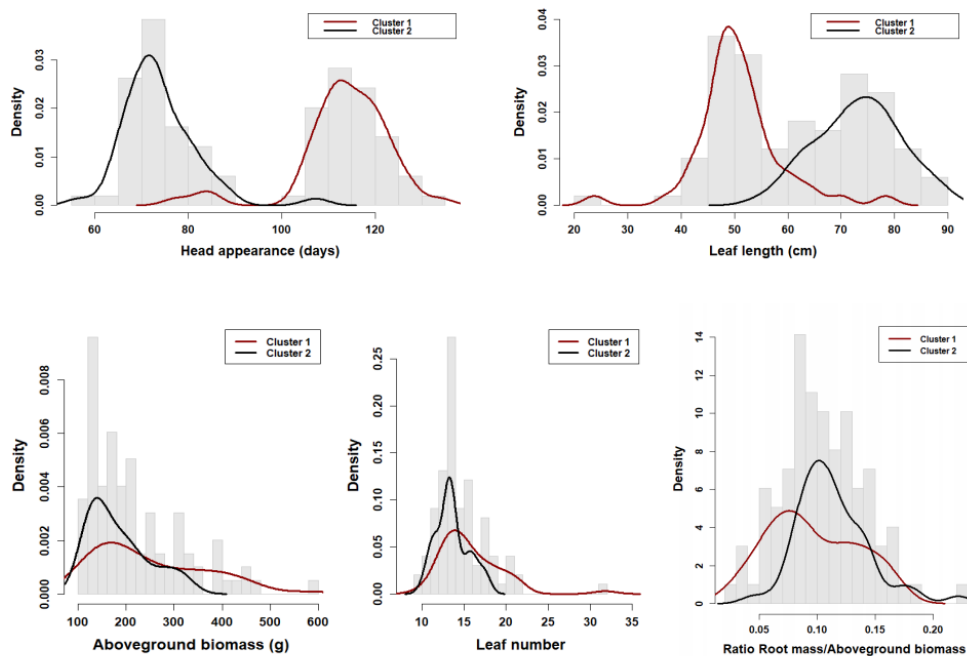 Cluster 1
Cluster 2
Density
0.00 0.01 0.02 0.03
60 80 100 120
Head appearance (days)
Cluster 1
Cluster 2
Density
0.00 0.01 0.02 0.03 0.04
20 30 40 50 60 70 80 90
Leaf length (cm)
Cluster 1
Cluster 2
Density
0.000 0.002 0.004 0.006 0.008
100 200 300 400 500 600
Aboveground biomass (g)
Cluster 1
Cluster 2
Density
0.00 0.05 0.10 0.15 0.25
10 15 20 25 30 35
Leaf number
Cluster 1
Cluster 2
Density
0 2 4 6 8 10 12 14
0.05 0.10 0.15 0.20
Ratio Root mass/Aboveground biomass